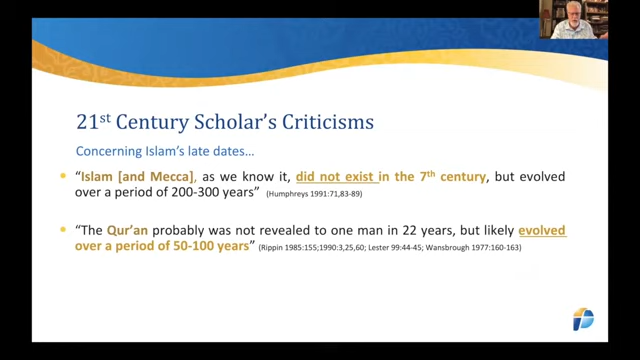 21st Century Scholar's Criticisms
Concerning Islam's late dates…
"Islam [and Mecca], as we know it, did not exist in the 7th century, but evolved
over a period of 200-300 years" (Humphreys 1991:71,83-89)
"The Qur'an probably was not revealed to one man in 22 years, but likely evolved
over a period of 50-100 years" (Rippin 1985:155;1990:3,25,60; Lester 99:44-45; Wansbrough 1977:160-163)